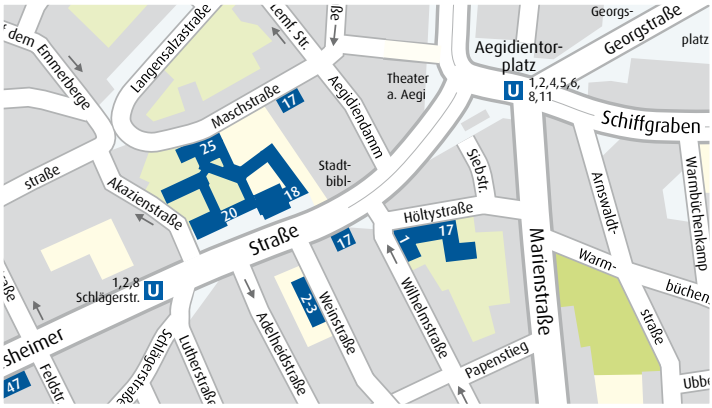 dem Emmerberge
Langensalzastraße
Lemf. Str.
ße
Georgs-
platz
Georgstraße
Aegidientor-
platz
U
1,2,4,5,6,
8,11
Theater
a. Aegi
Schiffgraben
Maschstraße
17
Aegidiendamm
25
Stadt-
bibl-
18
20
straße
Akazienstraße
Siebstr.
Arnswaldt-
straße
Warmbüchenkamp
Höltystraße
1
17
Straße
17
Marienstraße
Warm-
büchen
1,2,8
Schlägerstr.
U
2-3
Weinstraße
Wilhelmstraße
Adelheidstraße
Papenstieg
Schlägerstraße
Lutherstraße
sheimer
Feldstr.
47
raße
Ubbe